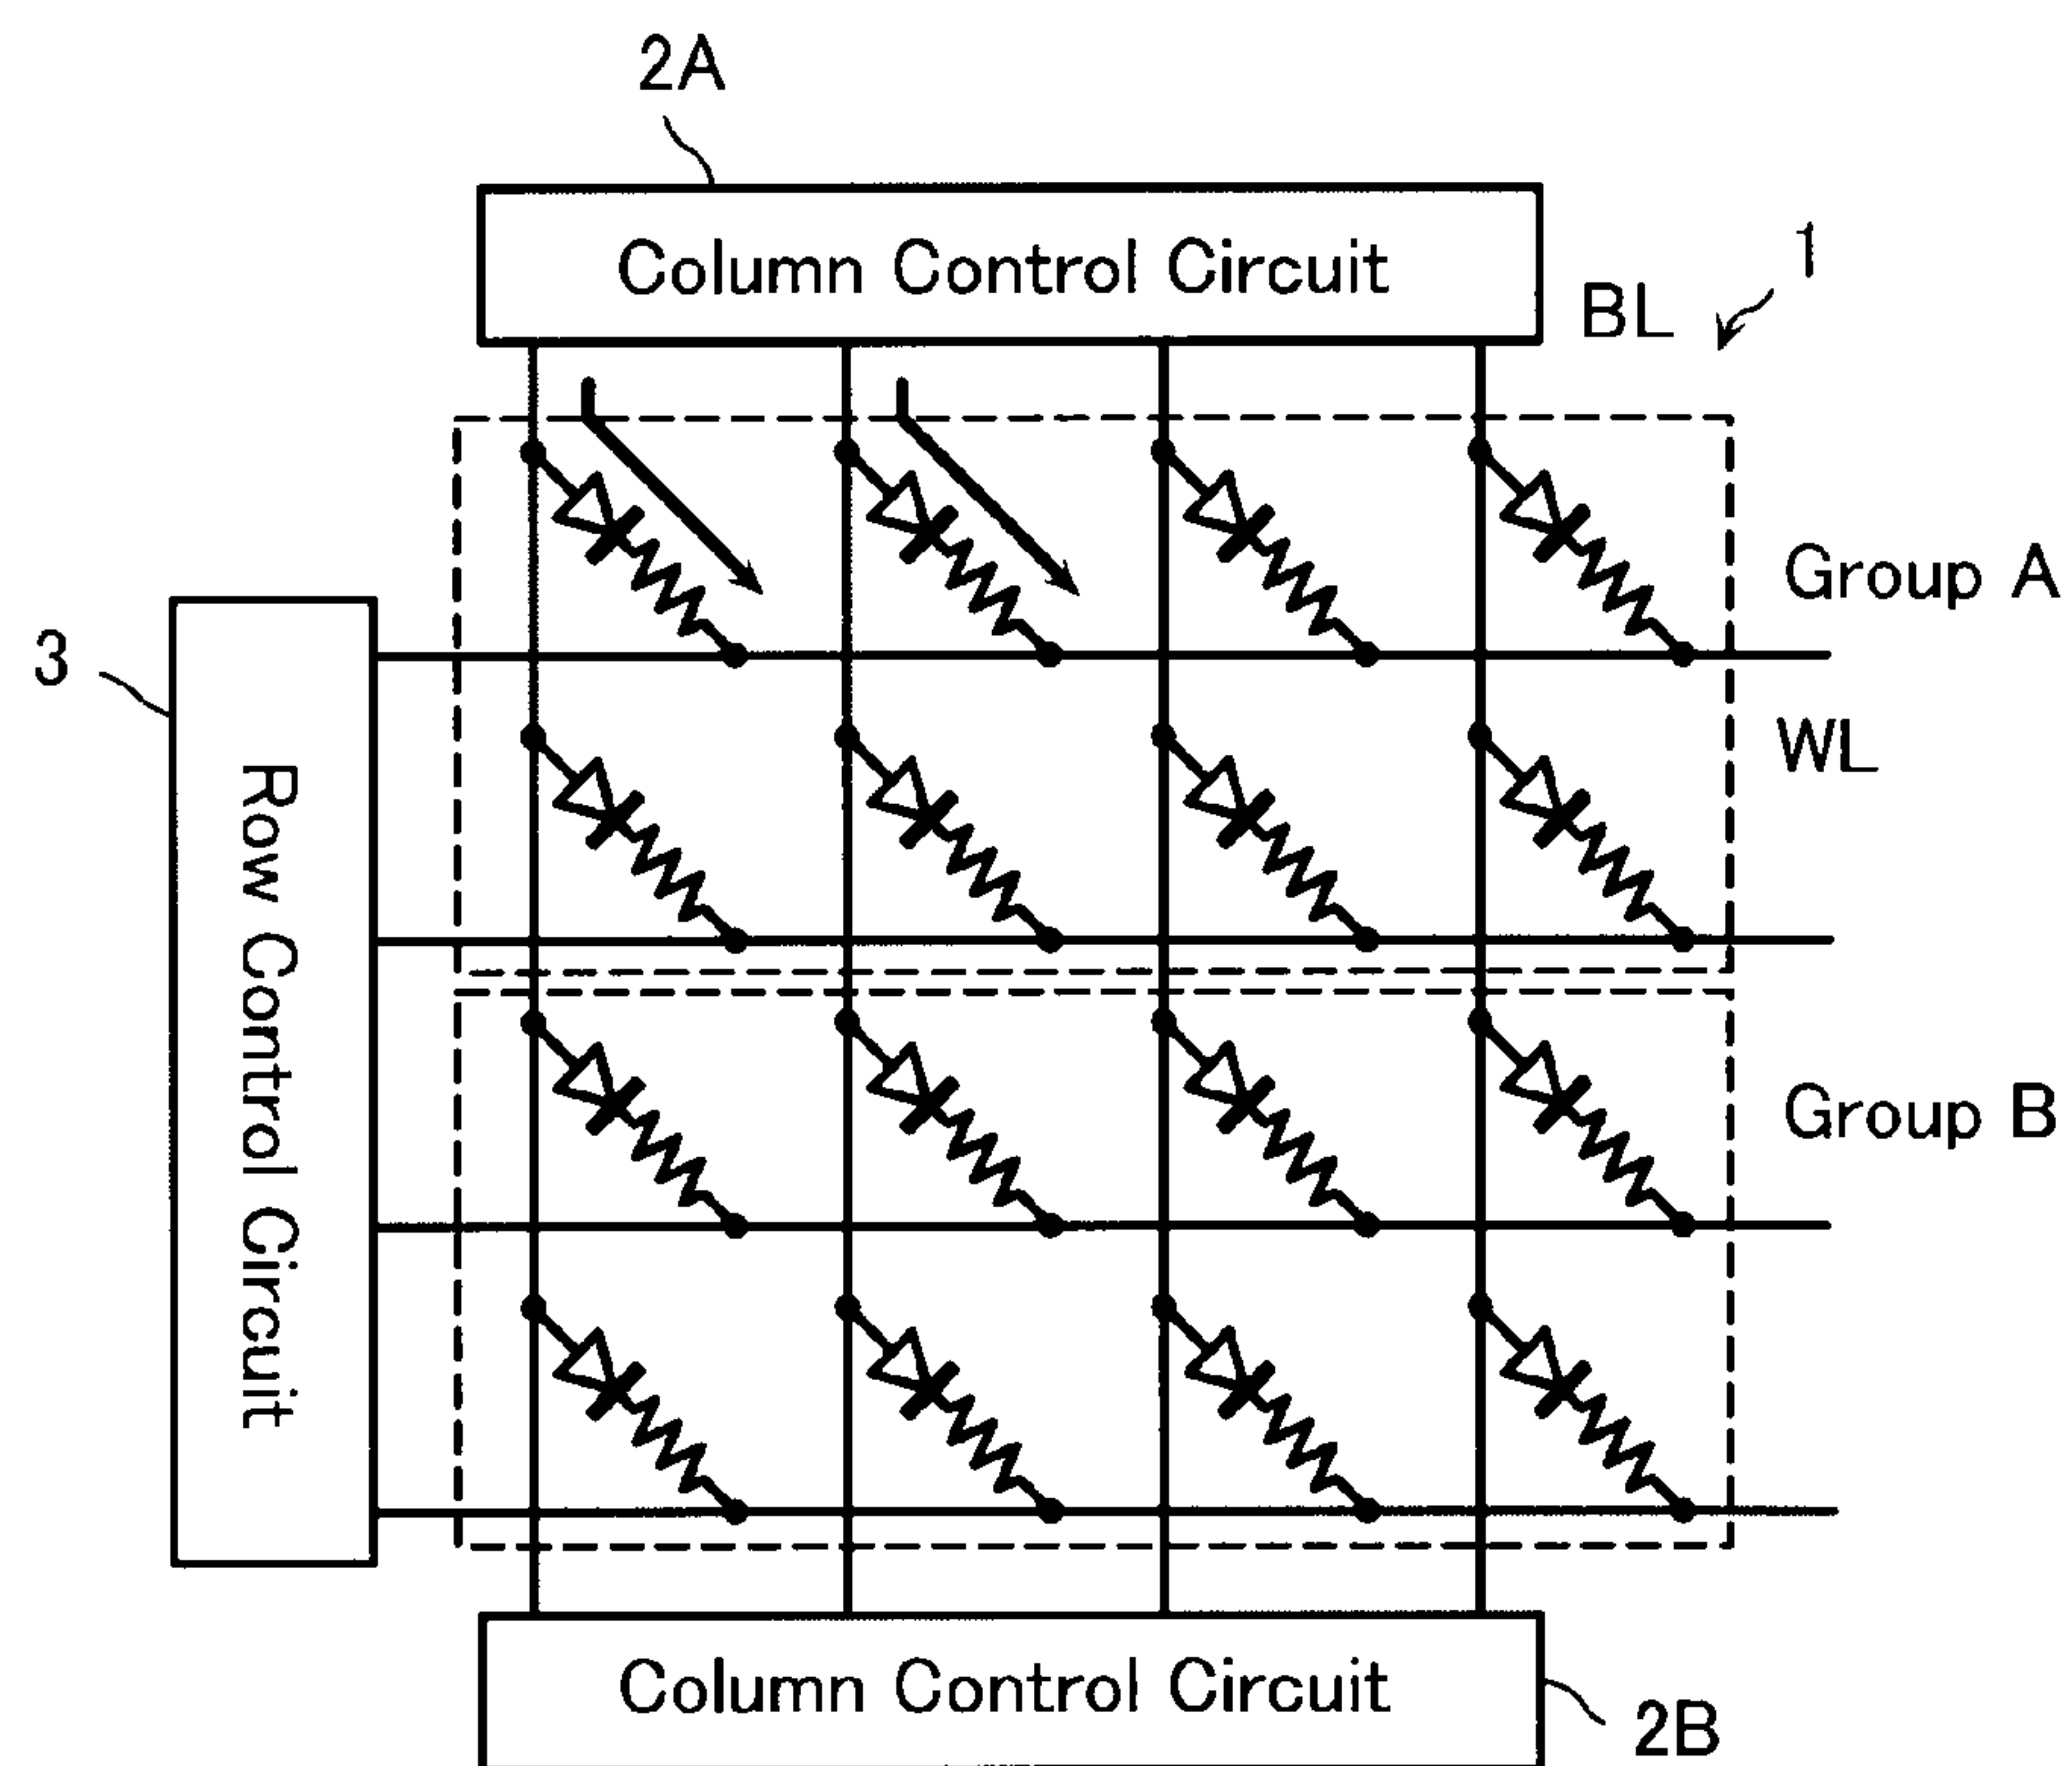 2A
Column Control Circuit
1
BL
Group A
3
WL
Row Control Circuit
Group B
Column Control Circuit
2B